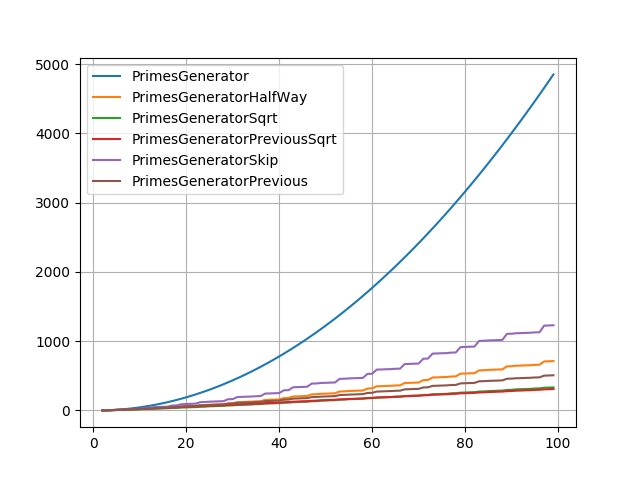 5000
4000
3000
2000
1000
0
PrimesGenerator
PrimesGeneratorHalfWay
PrimesGeneratorSqrt
PrimesGeneratorPreviousSqrt
PrimesGeneratorSkip
PrimesGeneratorPrevious
0 20 40 60 80 100